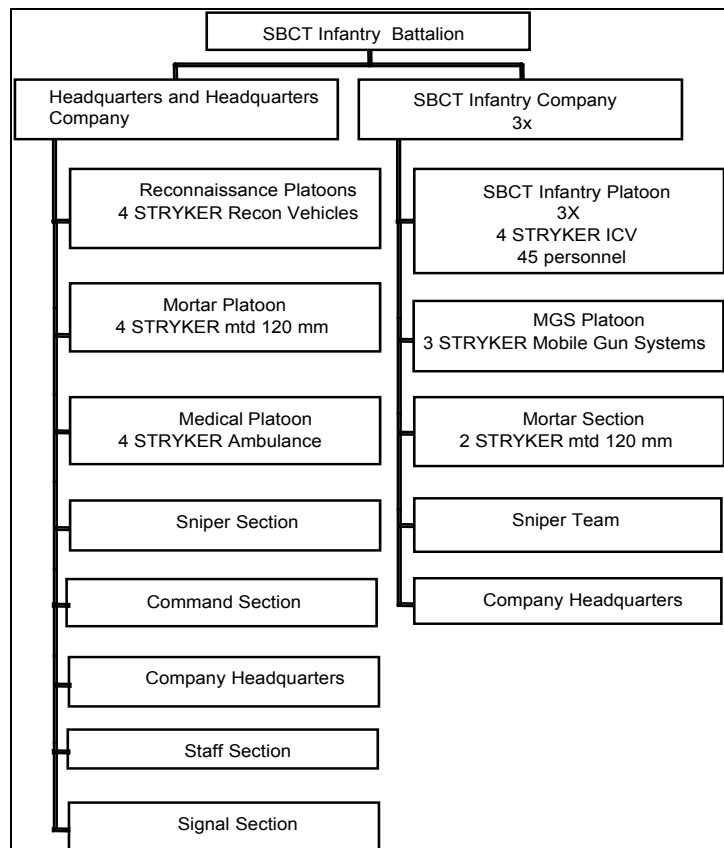 SBCT Infantry Battalion
Headquarters and Headquarters
Company
Reconnaissance Platoons
4 STRYKER Recon Vehicles
Mortar Platoon
4 STRYKER mtd 120 mm
Medical Platoon
4 STRYKER Ambulance
Sniper Section
Command Section
Company Headquarters
Staff Section
Signal Section
SBCT Infantry Company
3x
SBCT Infantry Platoon
3X
4 STRYKER ICV
45 personnel
MGS Platoon
3 STRYKER Mobile Gun Systems
Mortar Section
2 STRYKER mtd 120 mm
Sniper Team
Company Headquarters